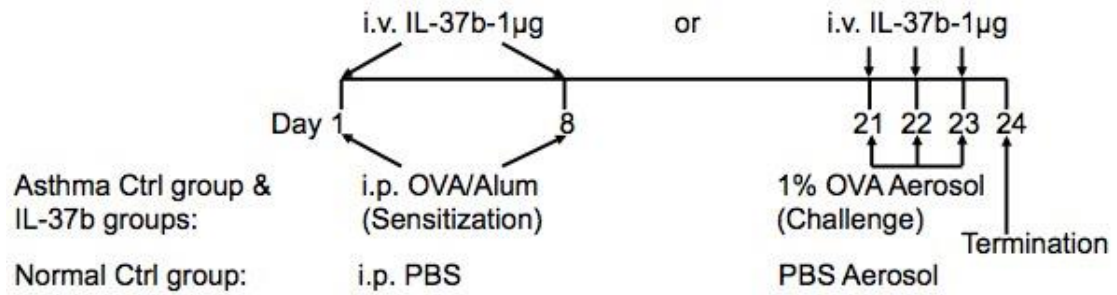 i.v. IL-37b-1µg or i.v. IL-37b-1µg
Day 1 8 21 22 23 24
Asthma Ctrl group & i.p. OVA/Alum 1% OVA Aerosol
IL-37b groups: (Sensitization) (Challenge)
Termination
Normal Ctrl group: i.p. PBS PBS Aerosol